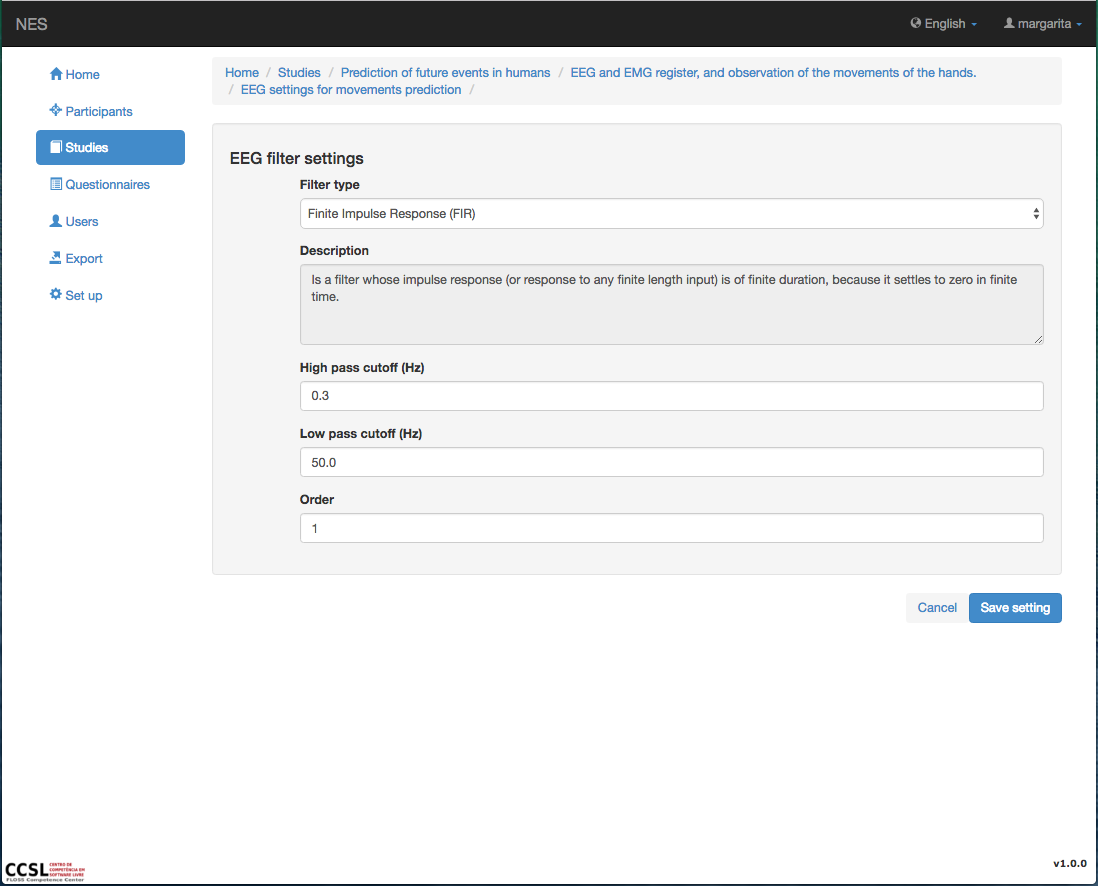 NES
English
margarita
Home
Participants
Studies
Questionnaires
Users
Export
Set up
Home / Studies / Prediction of future events in humans / EEG and EMG register, and observation of the movements of the hands.
/ EEG settings for movements prediction /
EEG filter settings
Filter type
Finite Impulse Response (FIR)
Description
Is a filter whose impulse response (or response to any finite length input) is of finite duration, because it settles to zero in finite
time.
High pass cutoff (Hz)
0.3
Low pass cutoff (Hz)
50.0
Order
1
Cancel
Save setting
CCSL
CENTRO DE
COMPETÊNCIA EM
SOFTWARE LIVRE
FLOSS Competence Center
v1.0.0